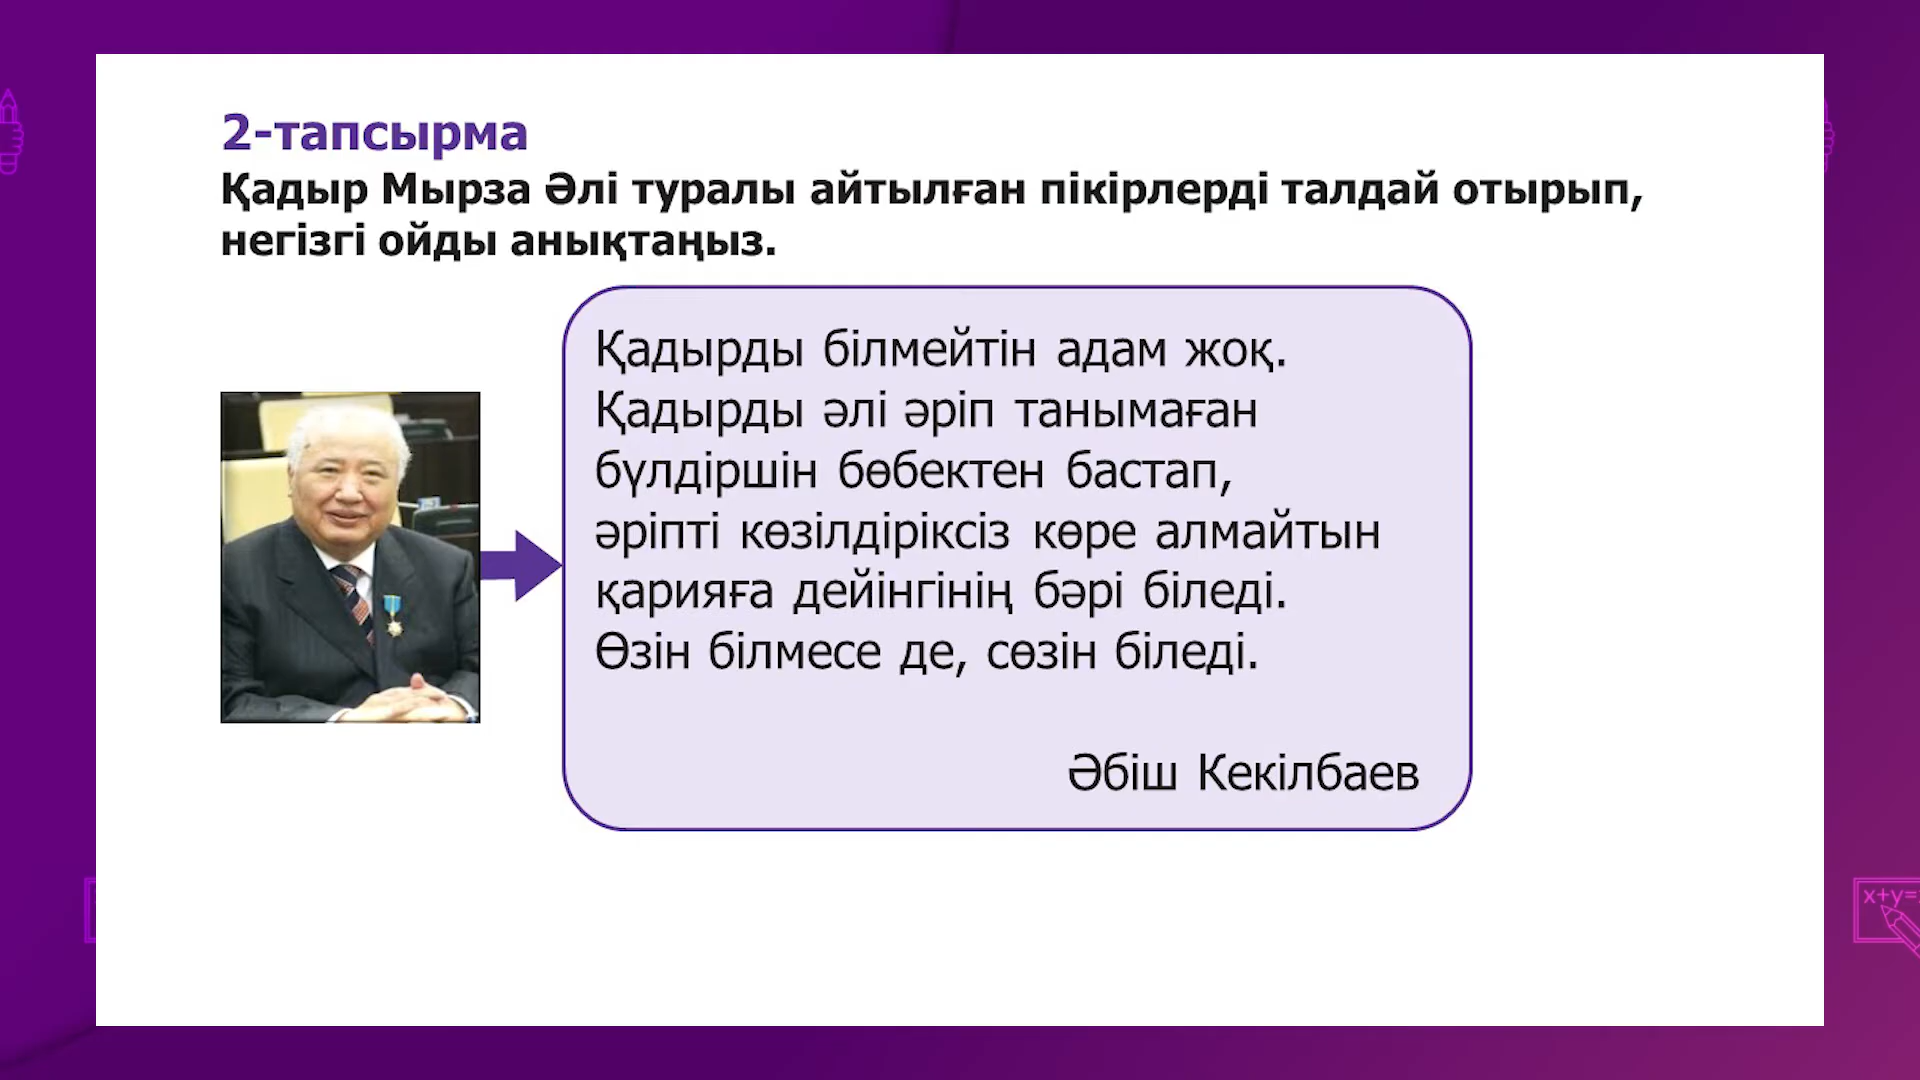 2-тапсырма
Қадыр Мырза Әлі туралы айтылған пікірлерді талдай отырып,
негізгі ойды анықтаңыз.
Қадырды білмейтін адам жоқ.
Қадырды әлі әріп танымаған
бүлдіршін бөбектен бастап,
әріпті көзілдіріксіз көре алмайтын
қарияға дейінгінің бәрі біледі.
Өзін білмесе де, сөзін біледі.
Әбіш Кекілбаев
x+y=